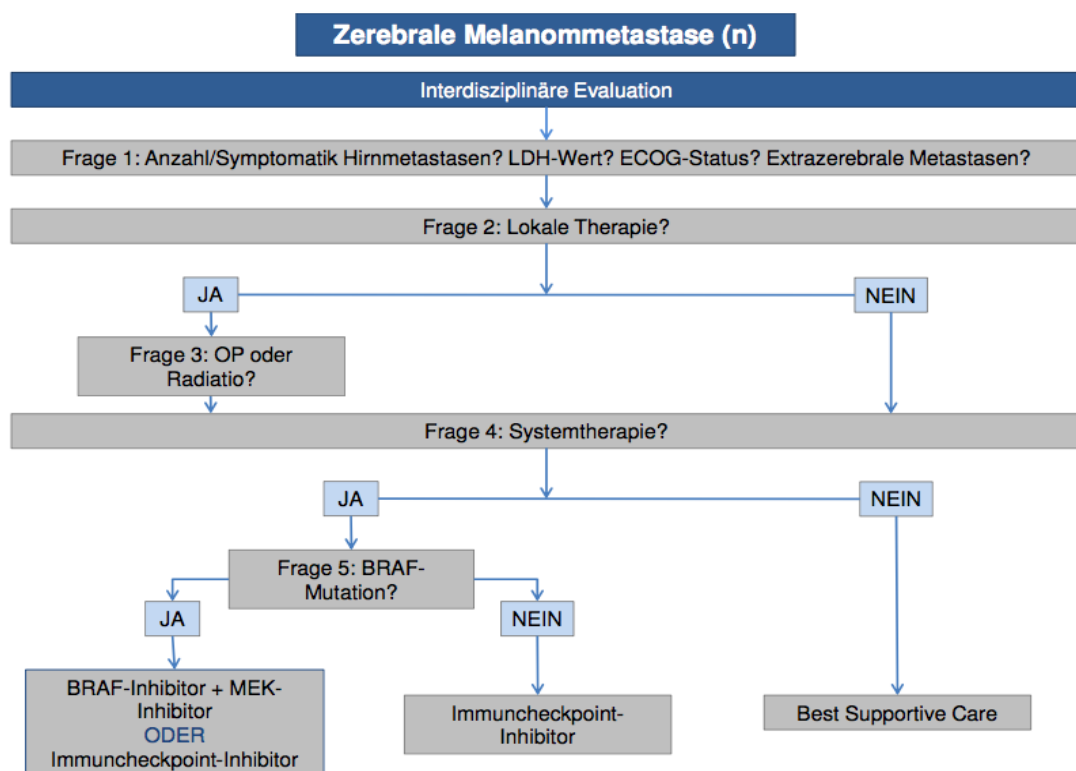 Zerebrale Melanommetastase (n)
Interdisziplinäre Evaluation
Frage 1: Anzahl/Symptomatik Hirnmetastasen? LDH-Wert? ECOG-Status? Extrazerebrale Metastasen?
Frage 2: Lokale Therapie?
JA
NEIN
Frage 3: OP oder
Radiatio?
Frage 4: Systemtherapie?
JA
NEIN
Frage 5: BRAF-
Mutation?
JA
NEIN
BRAF-Inhibitor + MEK-
Inhibitor
ODER
Immuncheckpoint-Inhibitor
Immuncheckpoint-
Inhibitor
Best Supportive Care